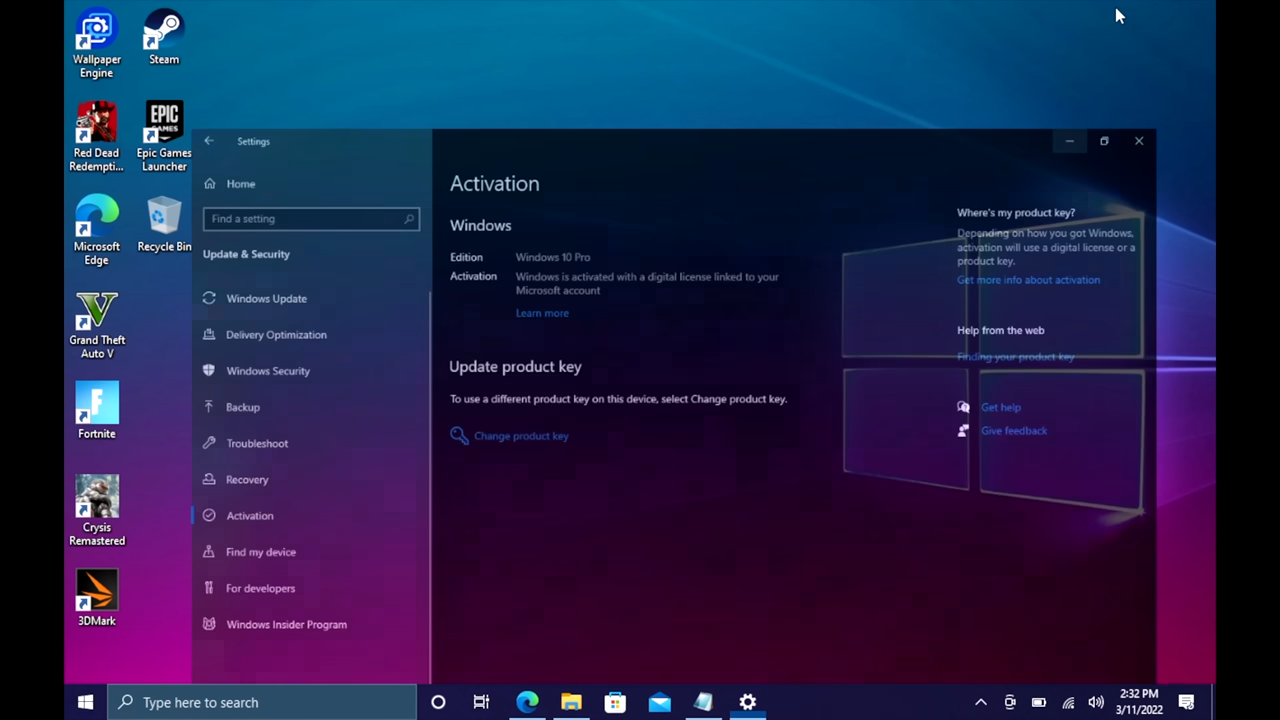 Wallpaper
Engine
Steam
Red Dead
Redempti...
EPIC
GAMES
Epic Games
Launcher
Microsoft
Edge
Recycle Bin
V
Grand Theft
Auto V
F
Fortnite
Crysis
Remastered
3DMark
Settings
Home
Find a setting
Update & Security
Windows Update
Delivery Optimization
Windows Security
Backup
Troubleshoot
Recovery
Activation
Find my device
For developers
Windows Insider Program
Activation
Windows
Edition Windows 10 Pro
Activation Windows is activated with a digital license linked to your
Microsoft account
Learn more
Update product key
To use a different product key on this device, select Change product key.
Change product key
Where's my product key?
Depending on how you got Windows,
activation will use a digital license or a
product key.
Get more info about activation
Help from the web
Finding your product key
Get help
Give feedback
Type here to search
2:32 PM
3/11/2022